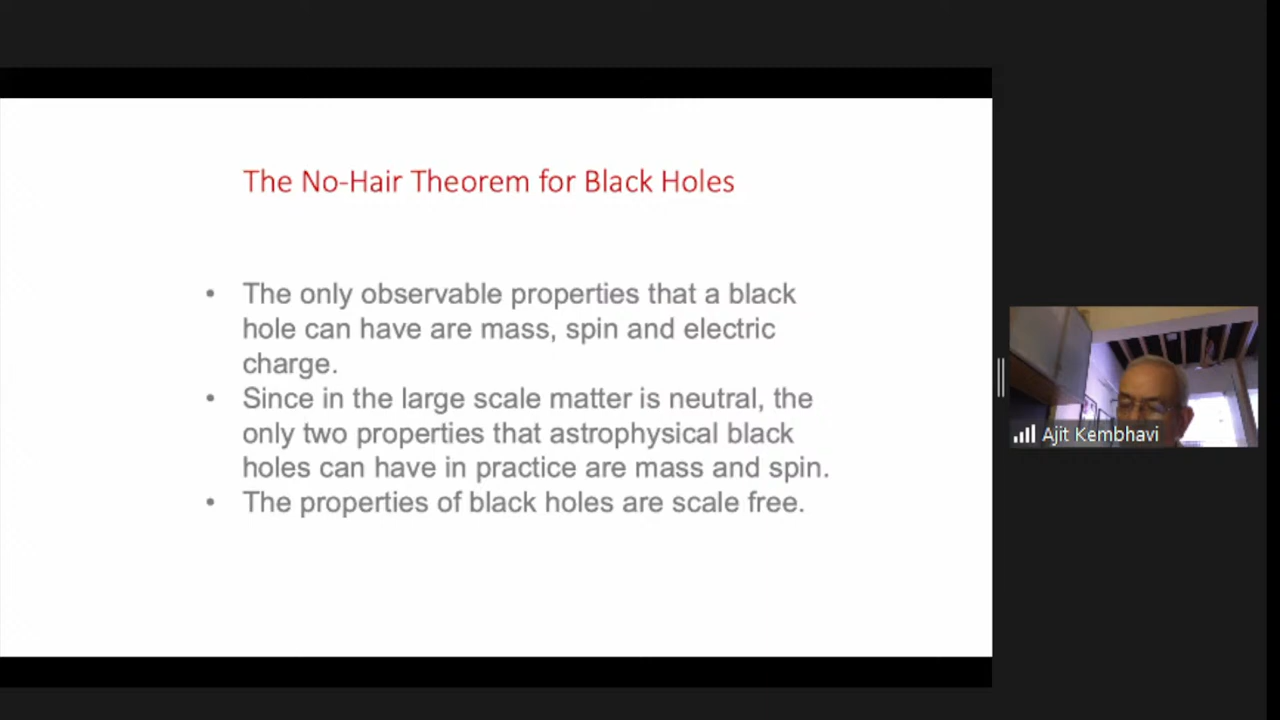 The No-Hair Theorem for Black Holes
• The only observable properties that a black
hole can have are mass, spin and electric
charge.
• Since in the large scale matter is neutral, the
only two properties that astrophysical black
holes can have in practice are mass and spin.
• The properties of black holes are scale free.
Ajit Kembhavi